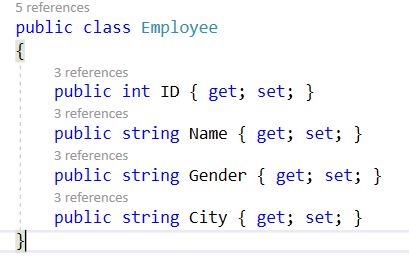 5 references
public class Employee
{
3 references
public int ID { get; set; }
3 references
public string Name { get; set; }
3 references
public string Gender { get; set; }
3 references
public string City { get; set; }
}